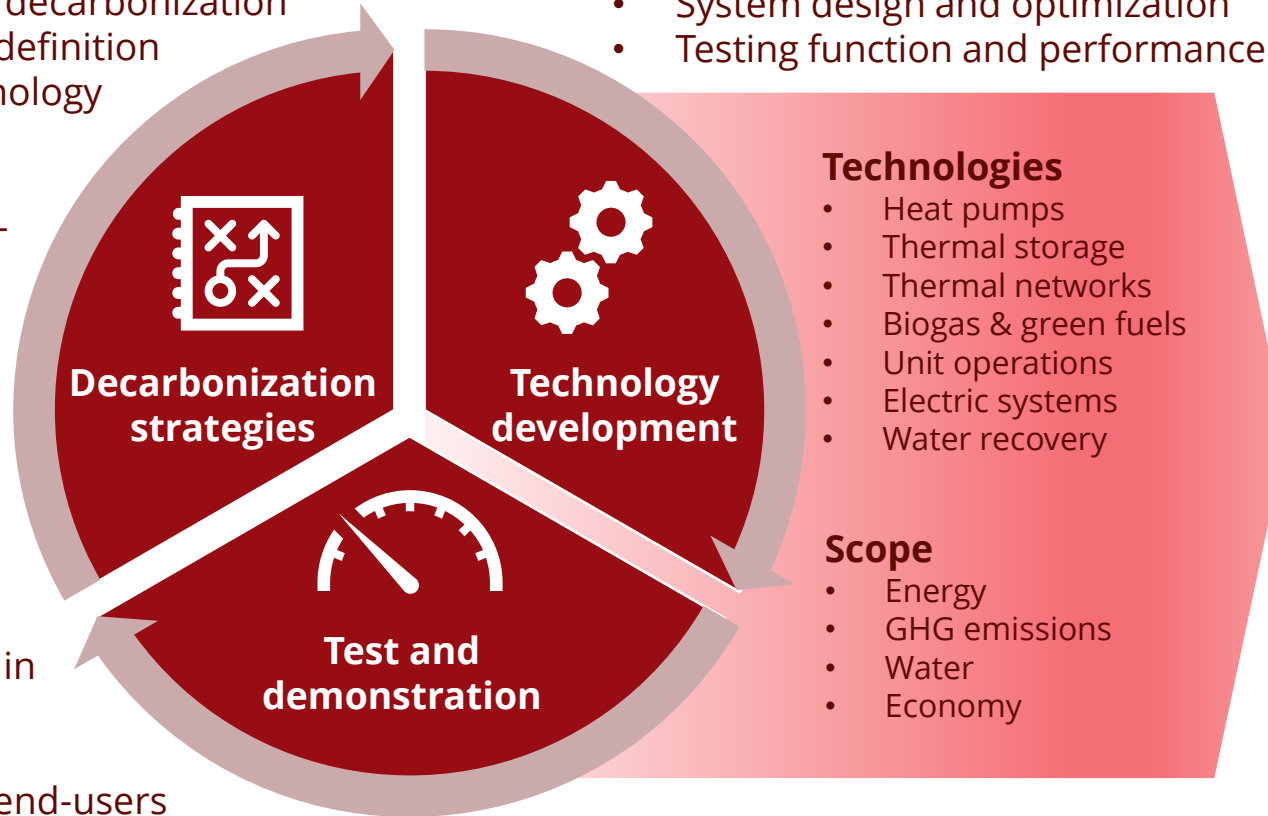 decarbonization
definition
nology
-
• System design and optimization
• Testing function and performance
Decarbonization
strategies
Technology
development
Test and
demonstration
Technologies
• Heat pumps
• Thermal storage
• Thermal networks
• Biogas & green fuels
• Unit operations
• Electric systems
• Water recovery
Scope
• Energy
• GHG emissions
• Water
• Economy
in
end-users